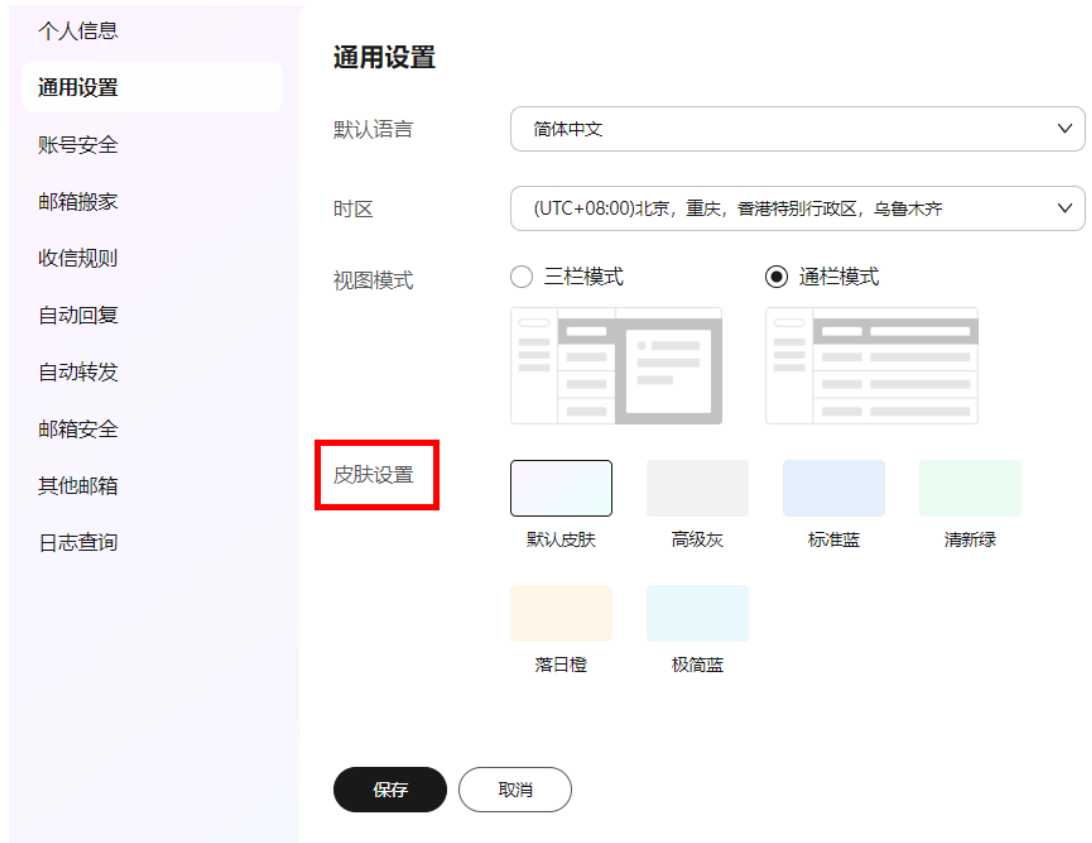 个人信息
通用设置
账号安全
邮箱搬家
收信规则
自动回复
自动转发
邮箱安全
其他邮箱
日志查询
通用设置
默认语言 简体中文
时区 (UTC+08:00)北京，重庆，香港特别行政区，乌鲁木齐
视图模式 三栏模式 通栏模式
皮肤设置
默认皮肤 高级灰 标准蓝 清新绿
落日橙 极简蓝
保存 取消